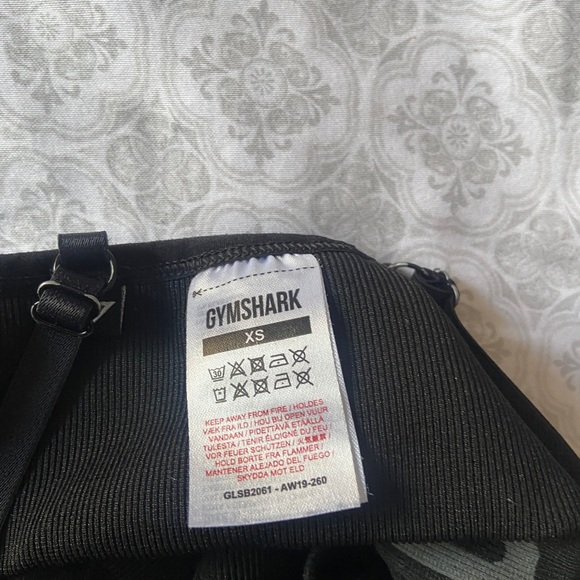 GYMSHARK
XS
30
KEEP AWAY FROM FIRE / HOLDES
VÆK FRA ILD / HOU BIJ OPEN VUUR
VANDAAN / PIDETTÄVÄ ETÄÄLLÄ
TULESTA / TENIR ÉLOIGNÉ DU FEU /
VOR FEUER SCHÜTZEN /
HOLD BORTE FRA FLAMMER /
MANTENER ALEJADO DEL FUEGO !
SKYDDA MOT ELD
GLSB2061 - AW19-260